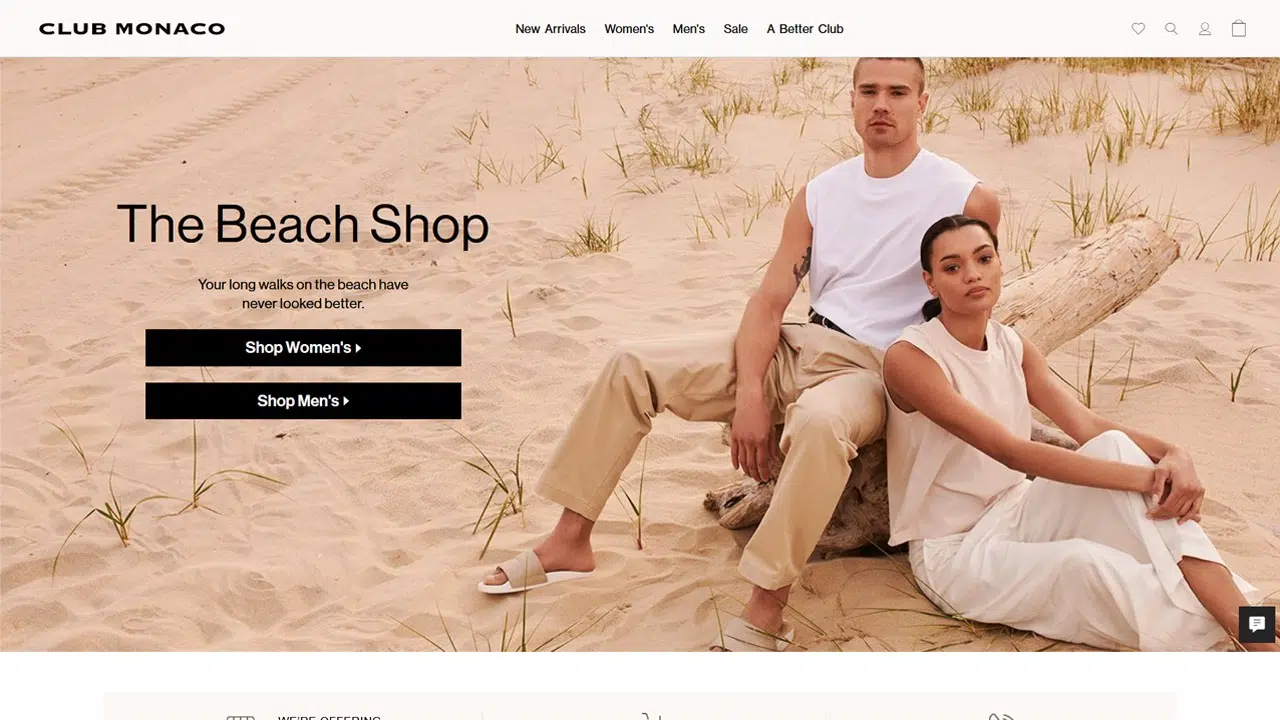 CLUB MONACO
New Arrivals Women's Men's Sale A Better Club
The Beach Shop
Your long walks on the beach have
never looked better.
Shop Women's
Shop Men's
WE'RE OFFERING